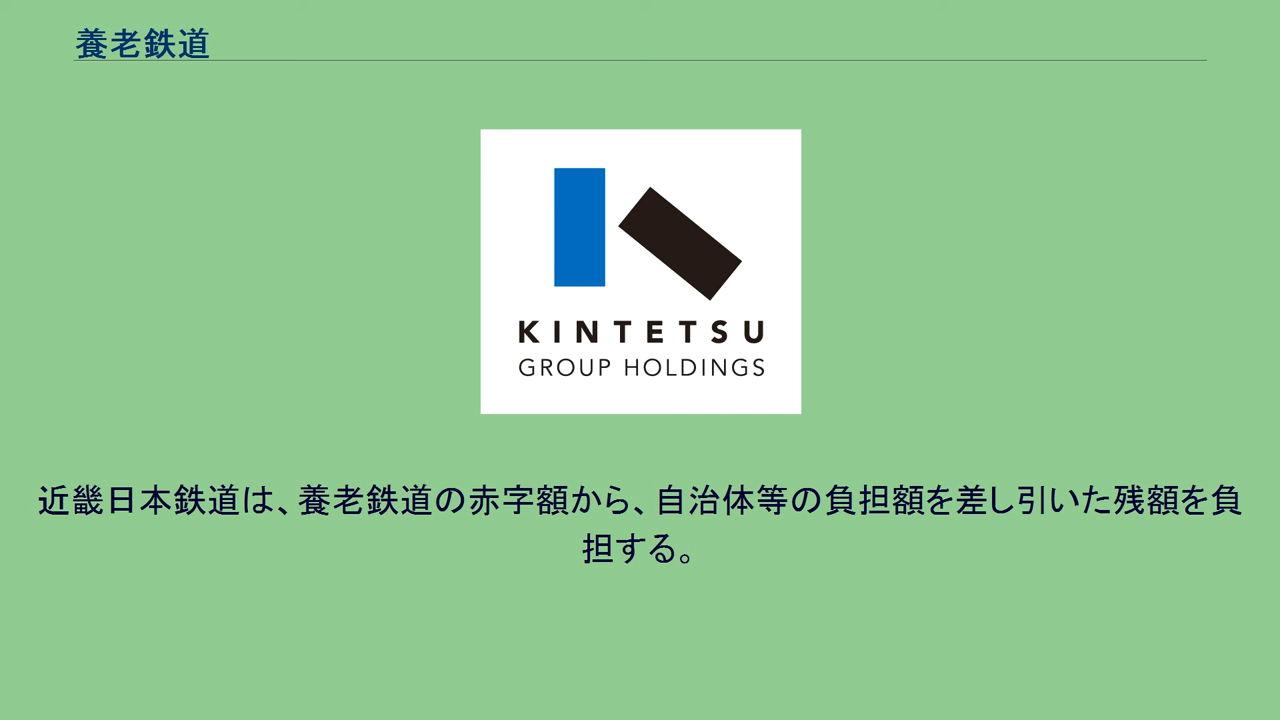 養老鉄道
KINTETSU
GROUP HOLDINGS
近畿日本鉄道は、養老鉄道の赤字額から、自治体等の負担額を差し引いた残額を負
担する。